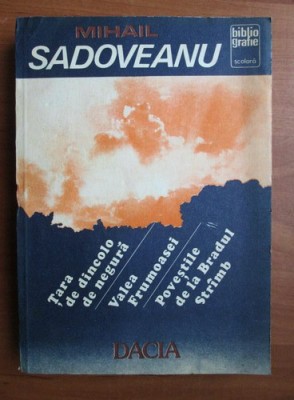 MIHAIL
SADOVEANU
biblio
grafie
școlară
Țara
de dincolo
de negură
Valea
Frumoasei
Poveștile
de la Bradul
Strîmb
DACIA